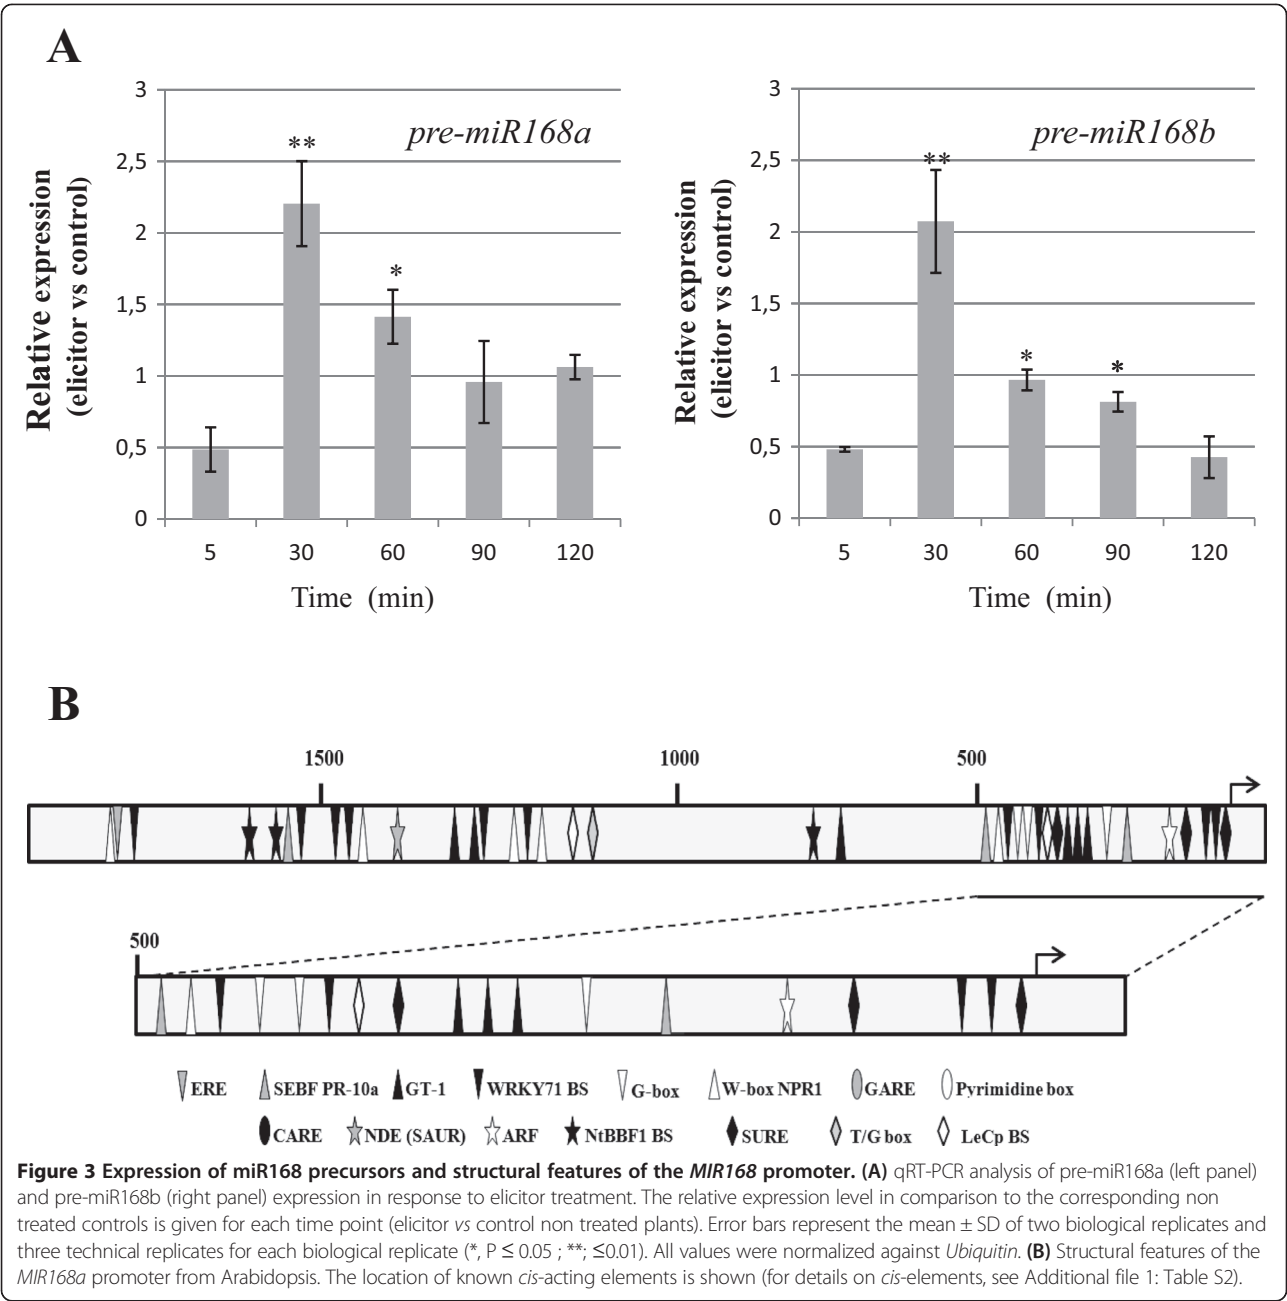 A
pre-miR168a
3
2,5
2
1,5
1
0,5
0
**
*
5 30 60 90 120
Time (min)
Relative expression
(elicitor vs control)
pre-miR168b
3
2,5
2
1,5
1
0,5
0
**
*
*
5 30 60 90 120
Time (min)
Relative expression
(elicitor vs control)
B
1500 1000 500
500
ERE SEBF PR-10a GT-1 WRKY71 BS G-box W-box NPR1 GARE Pyrimidine box
CARE NDE (SAUR) ARF NtBBF1 BS SURE T/G box LeCp BS
Figure 3 Expression of miR168 precursors and structural features of the MIR168 promoter. (A) qRT-PCR analysis of pre-miR168a (left panel)
and pre-miR168b (right panel) expression in response to elicitor treatment. The relative expression level in comparison to the corresponding non
treated controls is given for each time point (elicitor vs control non treated plants). Error bars represent the mean ± SD of two biological replicates and
three technical replicates for each biological replicate (*, P ≤ 0.05 ; **; ≤0.01). All values were normalized against Ubiquitin. (B) Structural features of the
MIR168a promoter from Arabidopsis. The location of known cis-acting elements is shown (for details on cis-elements, see Additional file 1: Table S2).